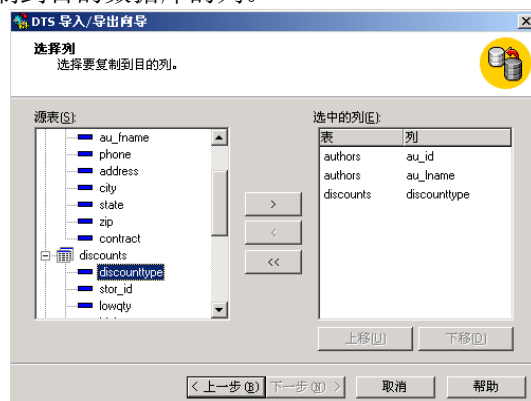 DTS 导入/导出向导
选择列
选择要复制到目的列。
源表(S):
au_fname
phone
address
city
state
zip
contract
discounts
discounttype
stor_id
lowqty
>
<
<<
选中的列(E):
表 列
authors au_id
authors au_lname
discounts discounttype
上移(U) 下移(D)
< 上一步(B) 下一步(N) > 取消 帮助